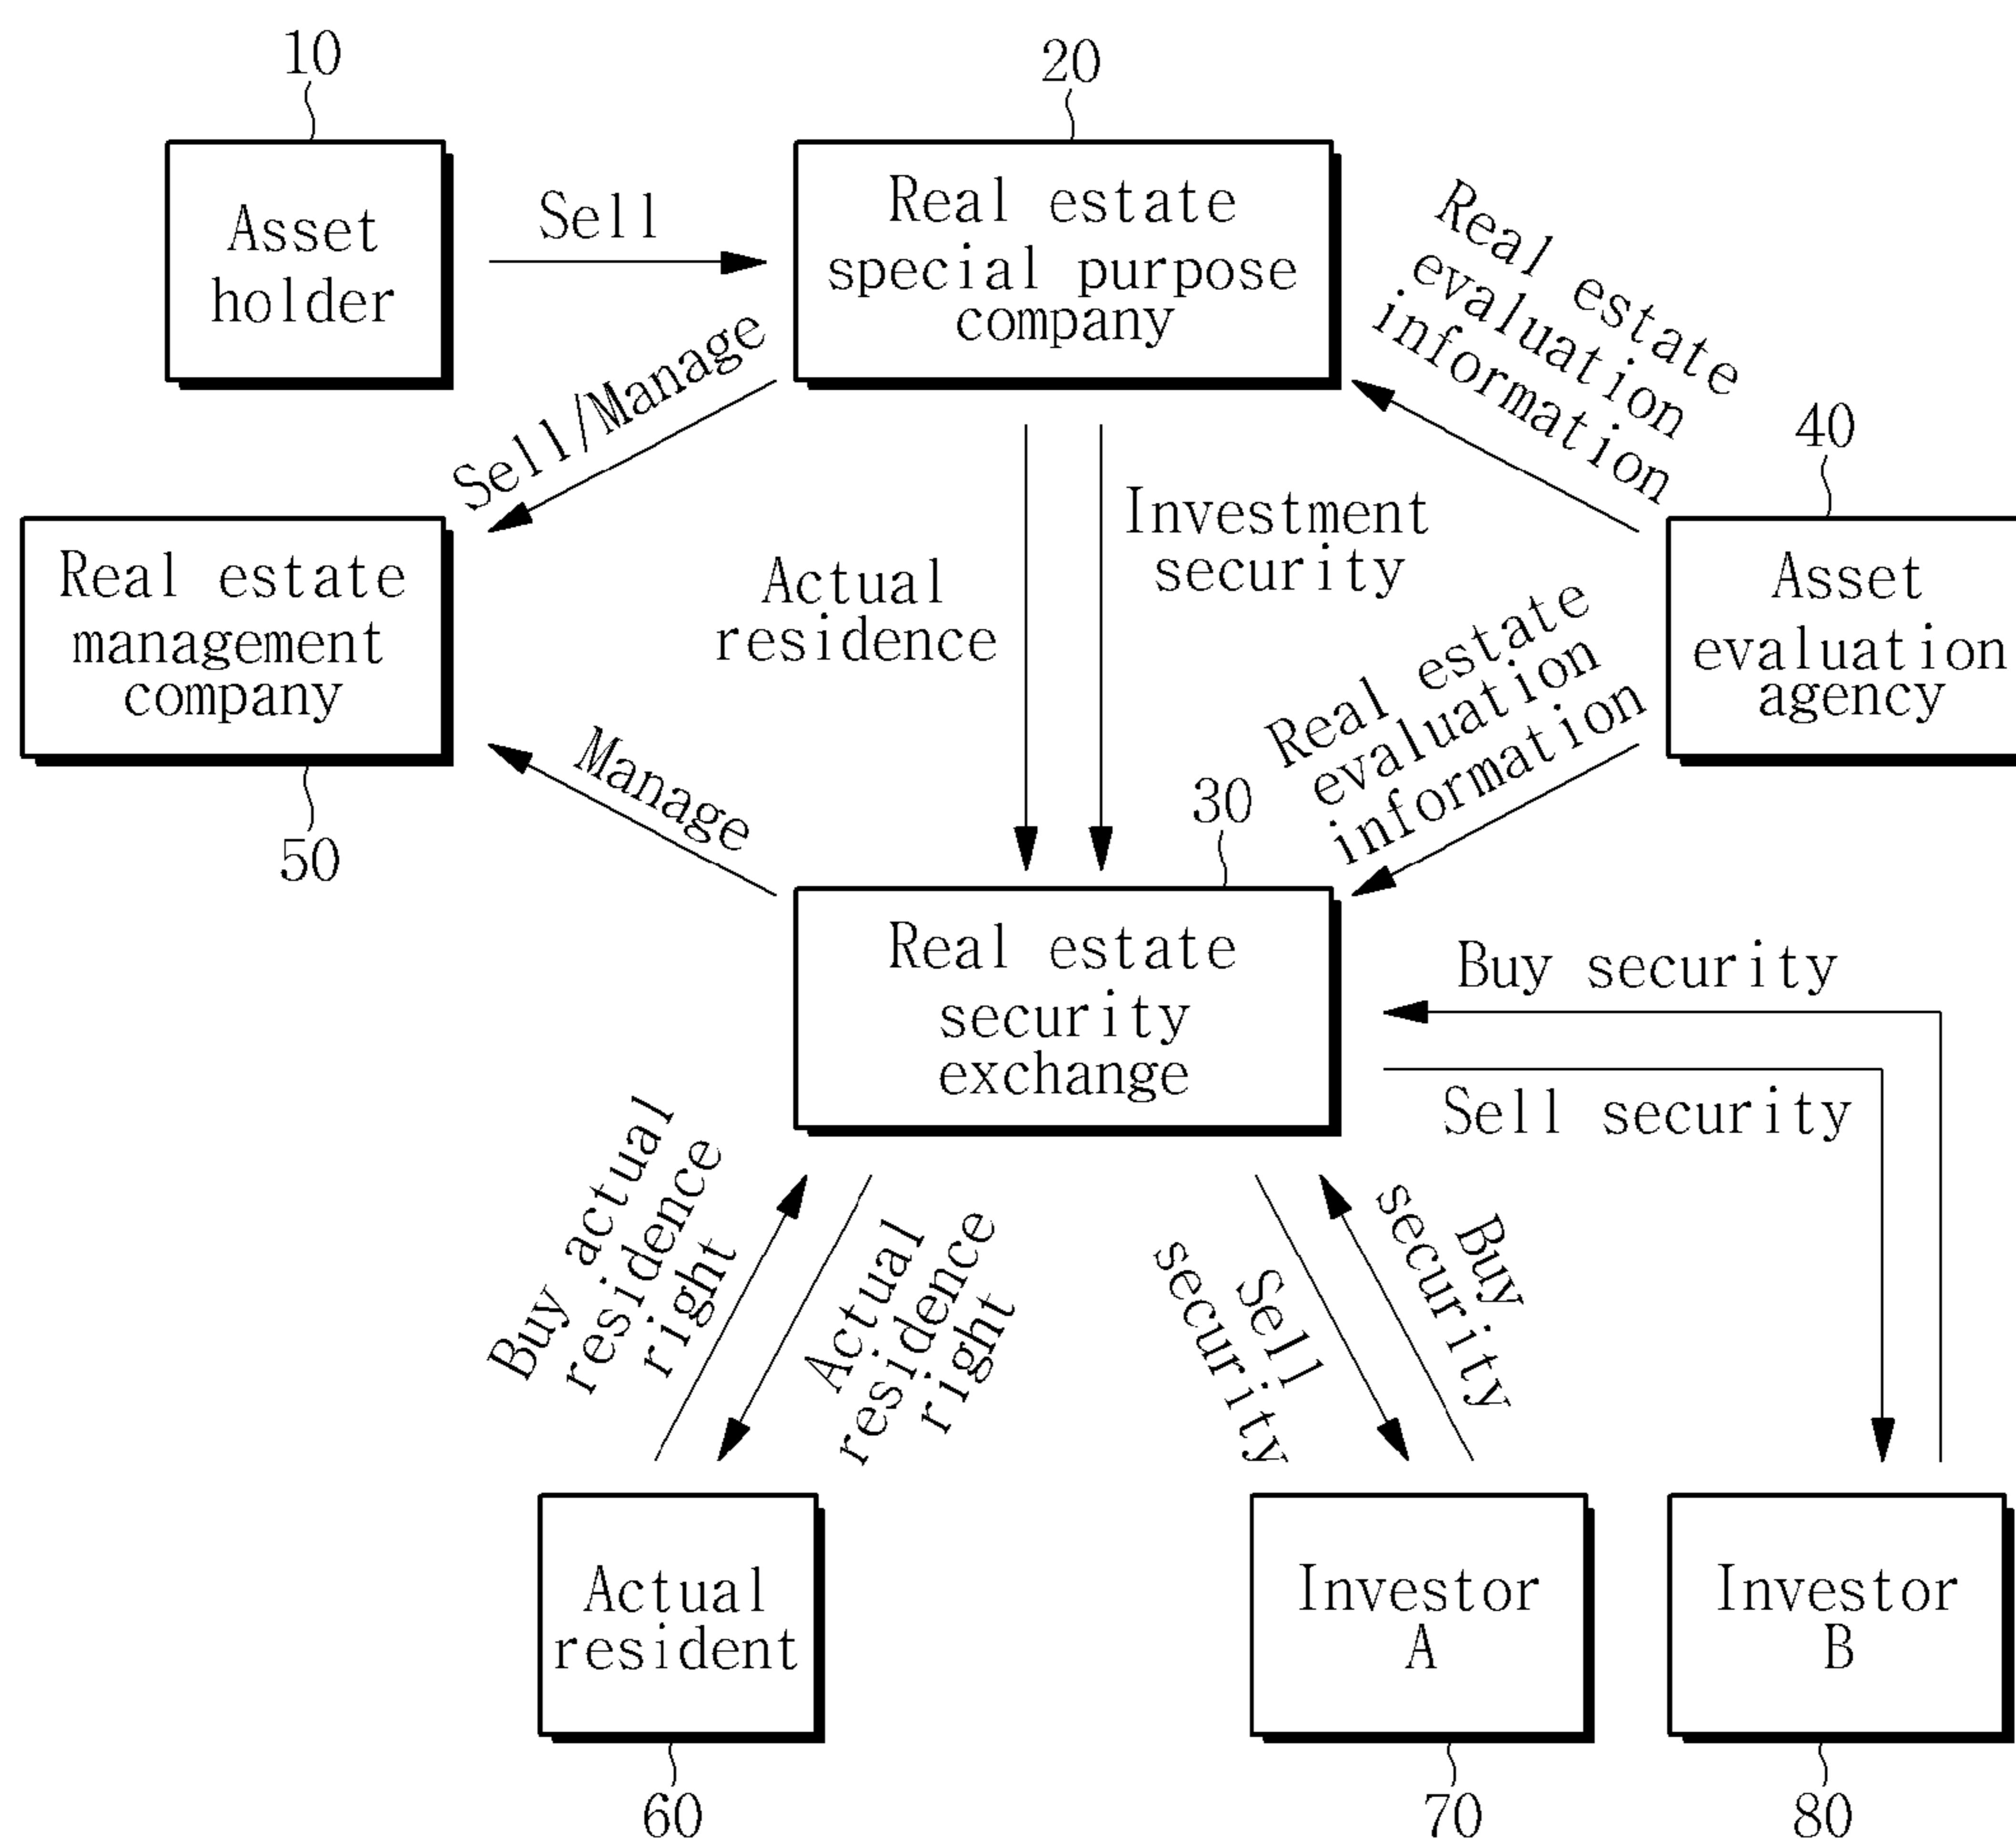 10
20
Asset
holder
Sell
Real estate
special purpose
company
Real estate
evaluation
information
Sell/Manage
40
Real estate
management
company
50
Actual
residence
Investment
security
Asset
evaluation
agency
Real estate
evaluation
information
Manage
30
Real estate
security
exchange
Buy security
Sell security
Buy actual
residence
right
Actual
residence
right
Sell
security
Buy
security
Actual
resident
Investor
A
Investor
B
60
70
80